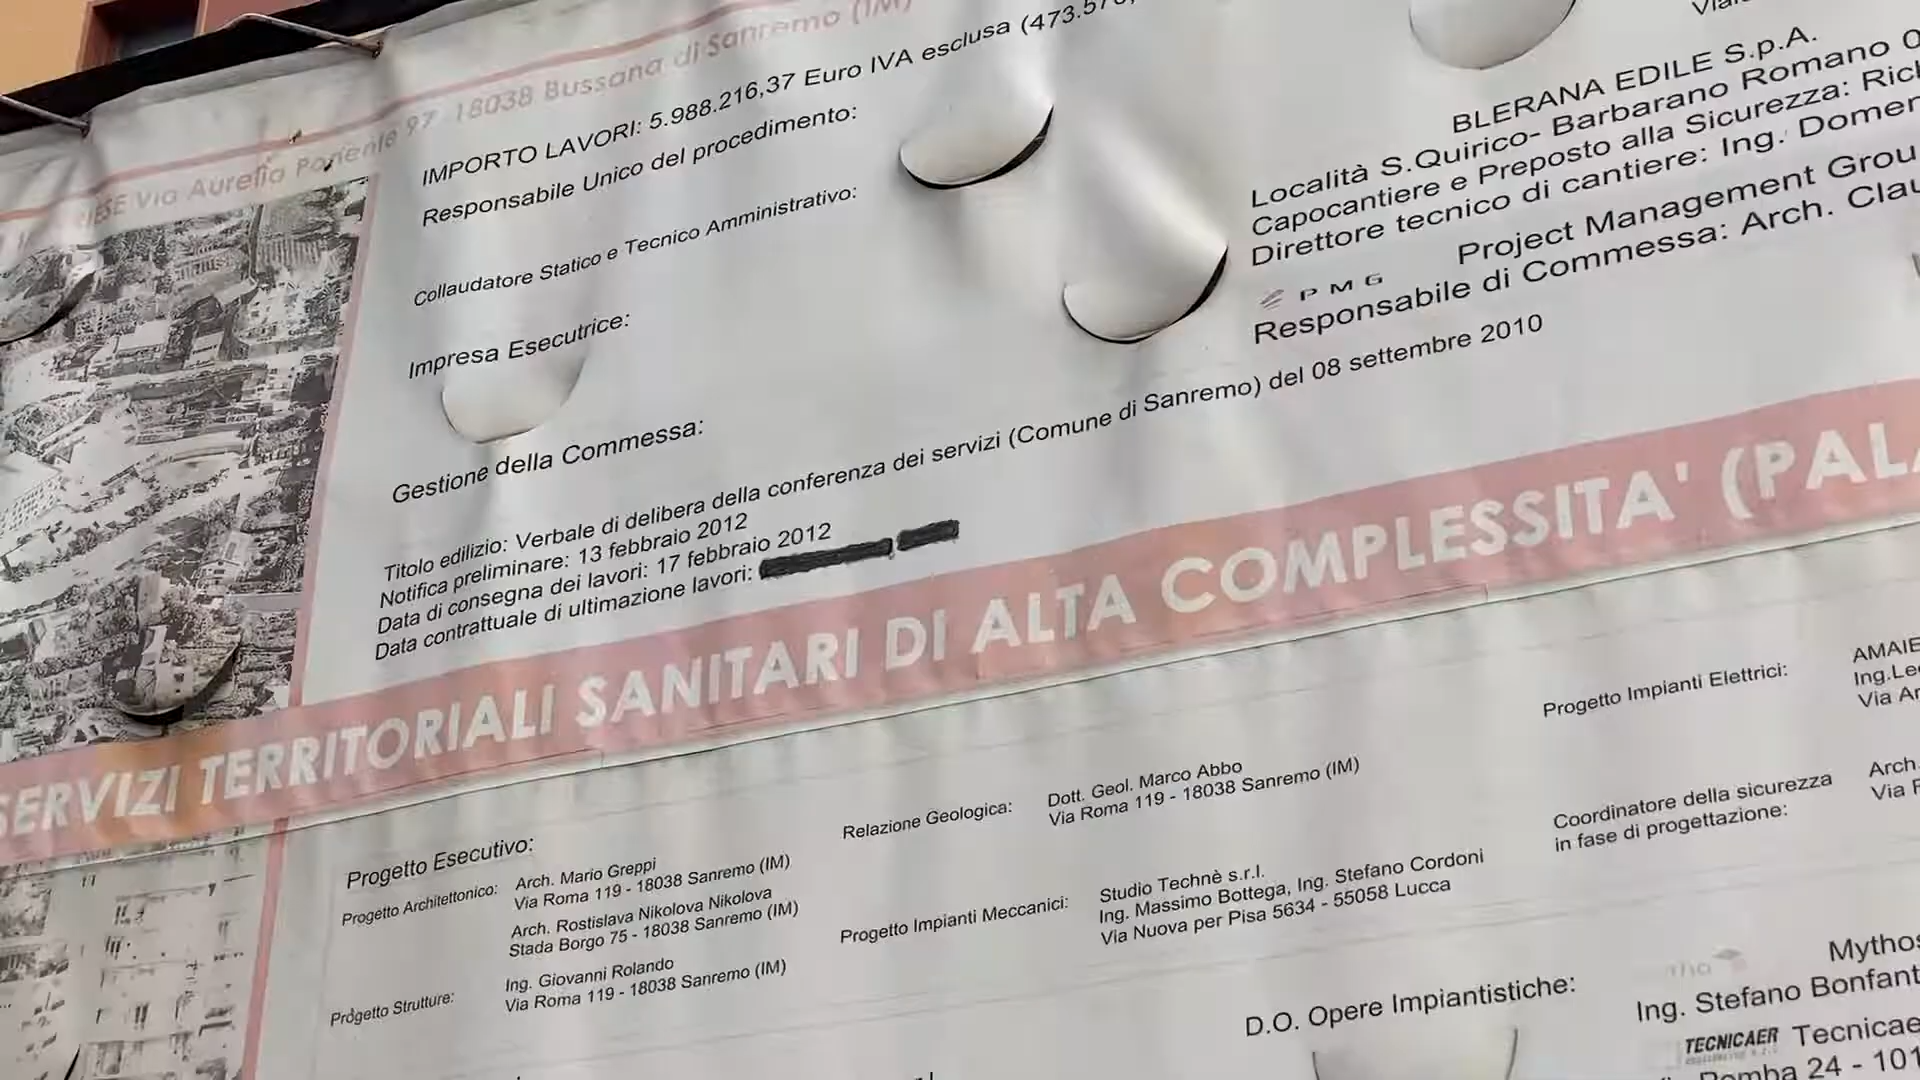 Via Aurelia Ponente 97 18038 Bussana di Sanremo (IM)
IMPORTO LAVORI: 5.988.216,37 Euro IVA esclusa
Responsabile Unico del procedimento:
Collaudatore Statico e Tecnico Amministrativo:
Impresa Esecutrice:
BLERANA EDILE S.p.A.
Località S.Quirico- Barbarano Romano
Capocantiere e Preposto alla Sicurezza:
Direttore tecnico di cantiere: Ing.
Gestione della Commessa:
PMG Project Management
Responsabile di Commessa: Arch.
Titolo edilizio: Verbale di delibera della conferenza dei servizi (Comune di Sanremo) del 08 settembre 2010
Notifica preliminare: 13 febbraio 2012
Data di consegna dei lavori: 17 febbraio 2012
Data contrattuale di ultimazione lavori:
SERVIZI TERRITORIALI SANITARI DI ALTA COMPLESSITA'
Progetto Esecutivo:
Progetto Architettonico:
Arch. Mario Greppi
Via Roma 119 - 18038 Sanremo (IM)
Arch. Rostislava Nikolova Nikolova
Stada Borgo 75 - 18038 Sanremo (IM)
Progetto Strutture:
Ing. Giovanni Rolando
Via Roma 119 - 18038 Sanremo (IM)
Relazione Geologica:
Dott. Geol. Marco Abbo
Via Roma 119 - 18038 Sanremo (IM)
Progetto Impianti Meccanici:
Studio Technè s.r.l.
Ing. Massimo Bottega, Ing. Stefano Cordoni
Via Nuova per Pisa 5634 - 55058 Lucca
Progetto Impianti Elettrici:
AMAIE
Coordinatore della sicurezza
in fase di progettazione:
Arch.
D.O. Opere Impiantistiche:
Mythos
Ing. Stefano
TECNICAER